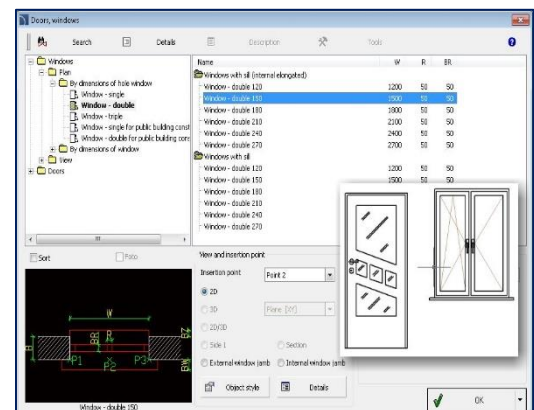 Doors, windows
Search Details Description Tools
Windows
Plan
By dimensions of hole window
Window - single
Window - double
Window - triple
Window - single for public building const
Window - double for public building cons
By dimensions of window
View
Doors
Name W R BR
Windows with sill (internal elongated)
Window - double 120 1200 50 50
Window - double 150 1500 50 50
Window - double 180 1800 50 50
Window - double 210 2100 50 50
Window - double 240 2400 50 50
Window - double 270 2700 50 50
Windows with sill
Window - double 120 1200 50 50
Window - double 150 1500 50 50
Window - double 180
Window - double 210
Window - double 240
Window - double 270
Sort Foto
View and insertion point
Insertion point Point 2
2D
3D Plane (XY)
2D/3D
Side 1 Section
External window jamb Internal window jamb
Object style Details
W
B BR R BZ
P1 P2 P3 BW
Window - double 150
OK